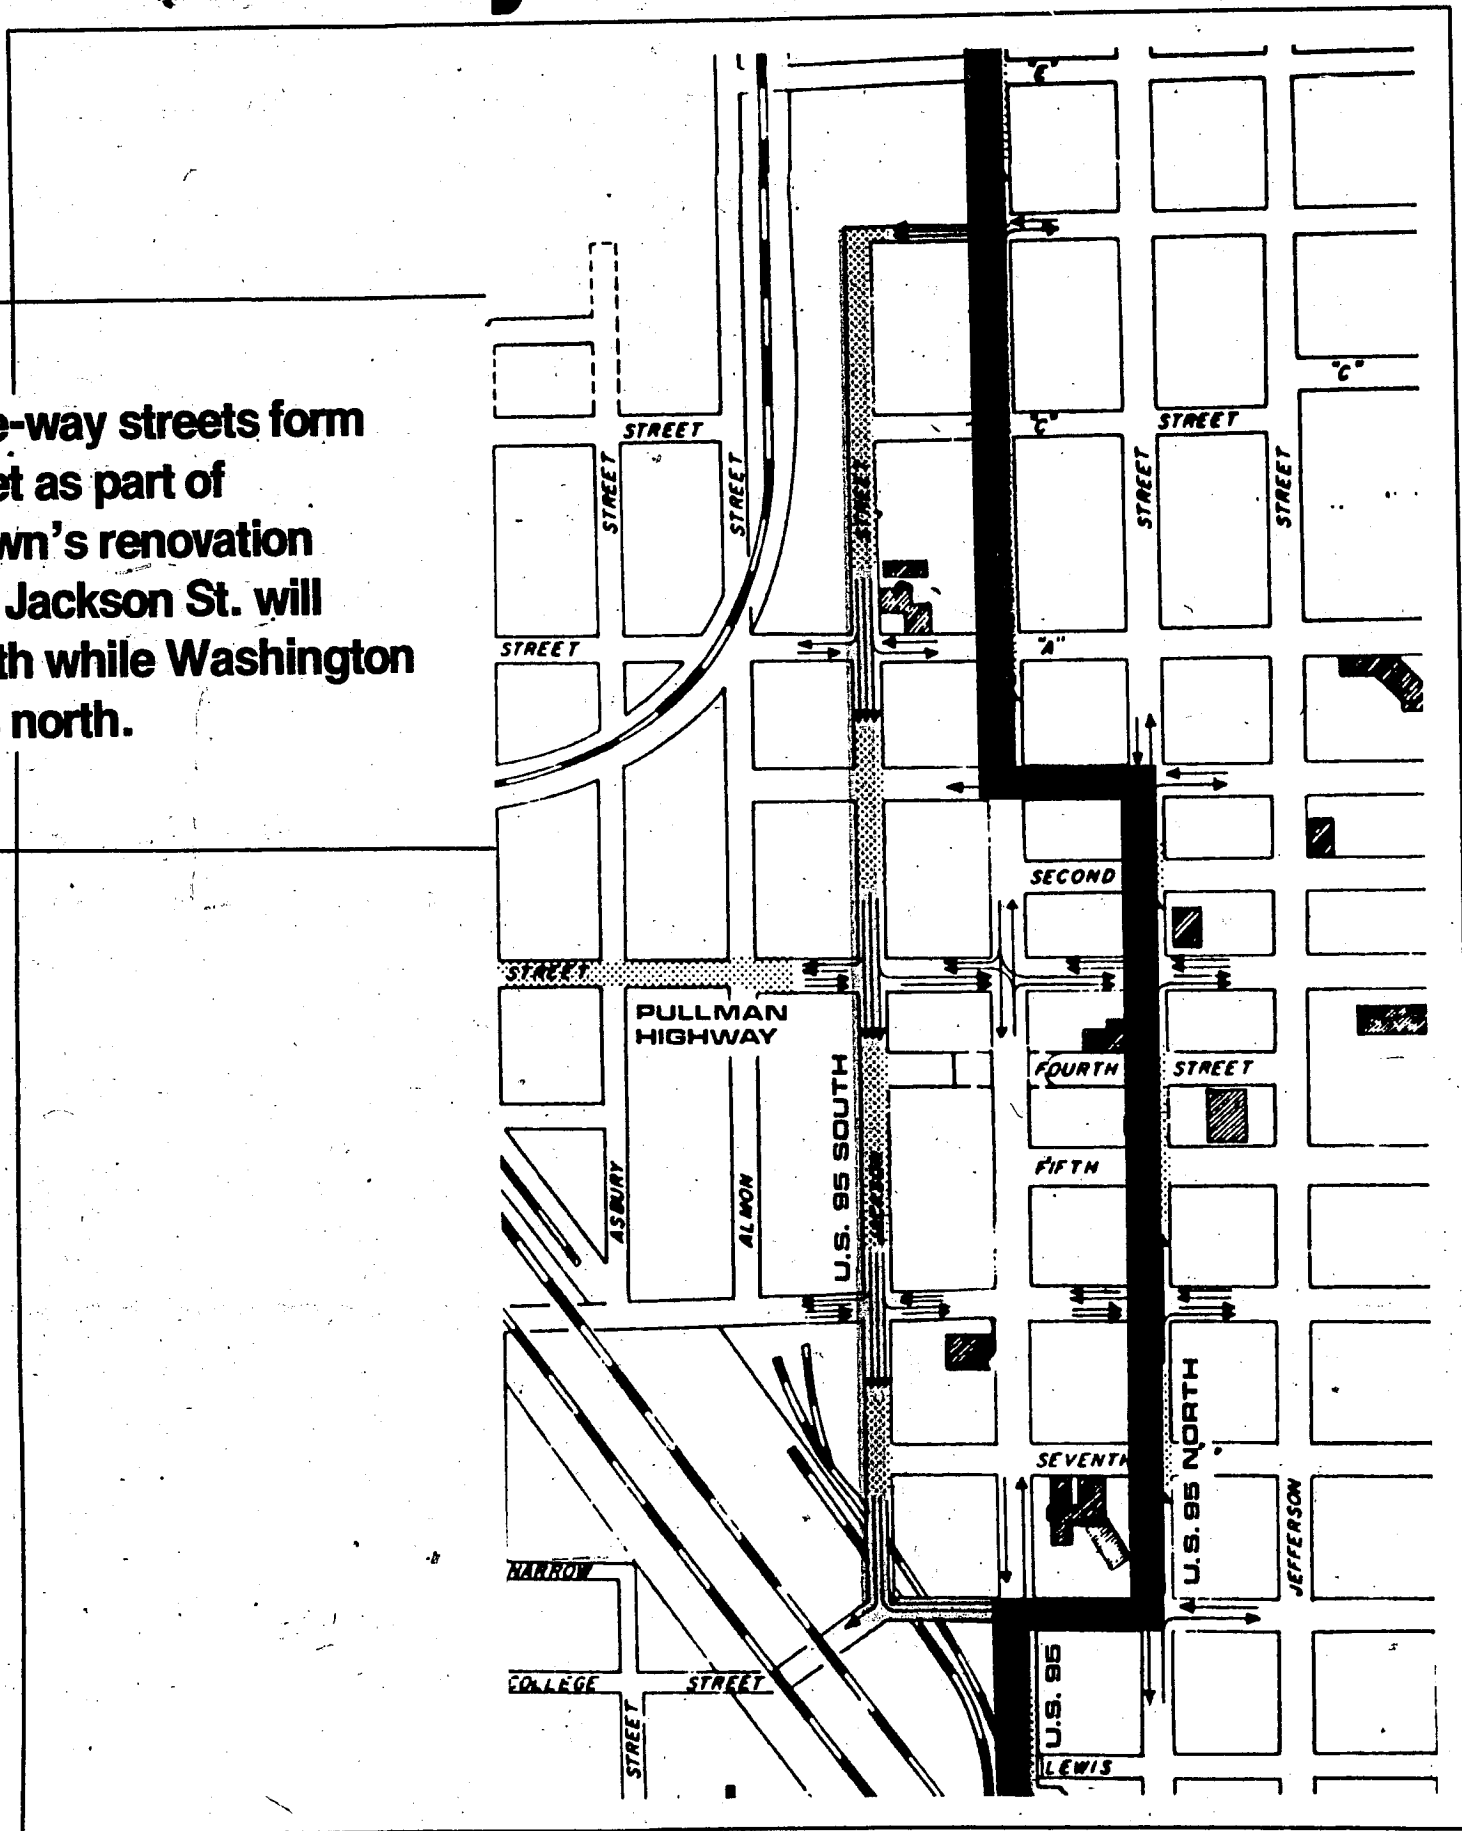 e-way streets form
et as part of
wn's renovation
Jackson St. will
th while Washington
north.
"E"
"C"
STREET
"C"
STREET
STREET
STREET
STREET
STREET
STREET
STREET
"A"
SECOND
STREET
PULLMAN
HIGHWAY
FOURTH STREET
FIFTH
ASBURY
ALMON
U.S. 95 SOUTH
JACKSON
U.S. 95 NORTH
SEVENTH
JEFFERSON
NARROW
COLLEGE STREET
STREET
U.S. 95
LEWIS